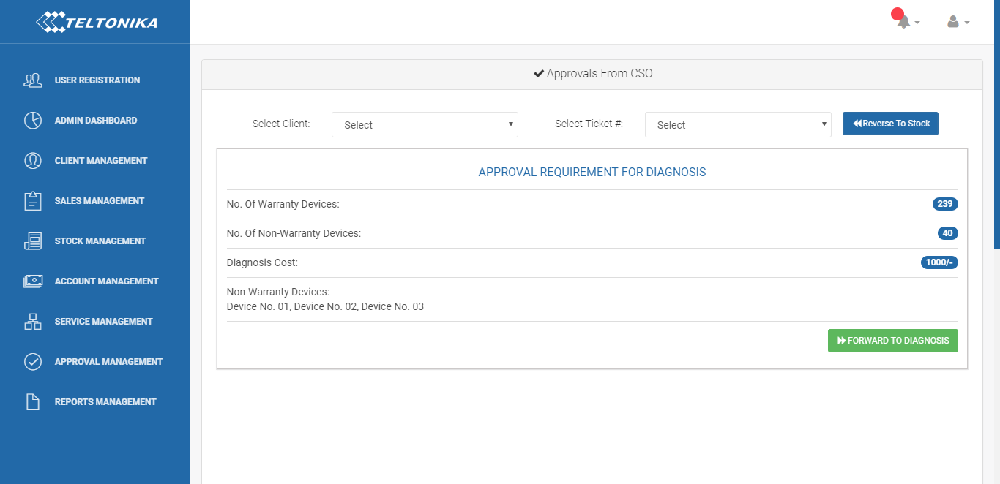 TELTONIKA
USER REGISTRATION
ADMIN DASHBOARD
CLIENT MANAGEMENT
SALES MANAGEMENT
STOCK MANAGEMENT
ACCOUNT MANAGEMENT
SERVICE MANAGEMENT
APPROVAL MANAGEMENT
REPORTS MANAGEMENT
Approvals From CSO
Select Client: Select Select Ticket #: Select Reverse To Stock
APPROVAL REQUIREMENT FOR DIAGNOSIS
No. Of Warranty Devices: 239
No. Of Non-Warranty Devices: 40
Diagnosis Cost: 1000/-
Non-Warranty Devices:
Device No. 01, Device No. 02, Device No. 03
FORWARD TO DIAGNOSIS